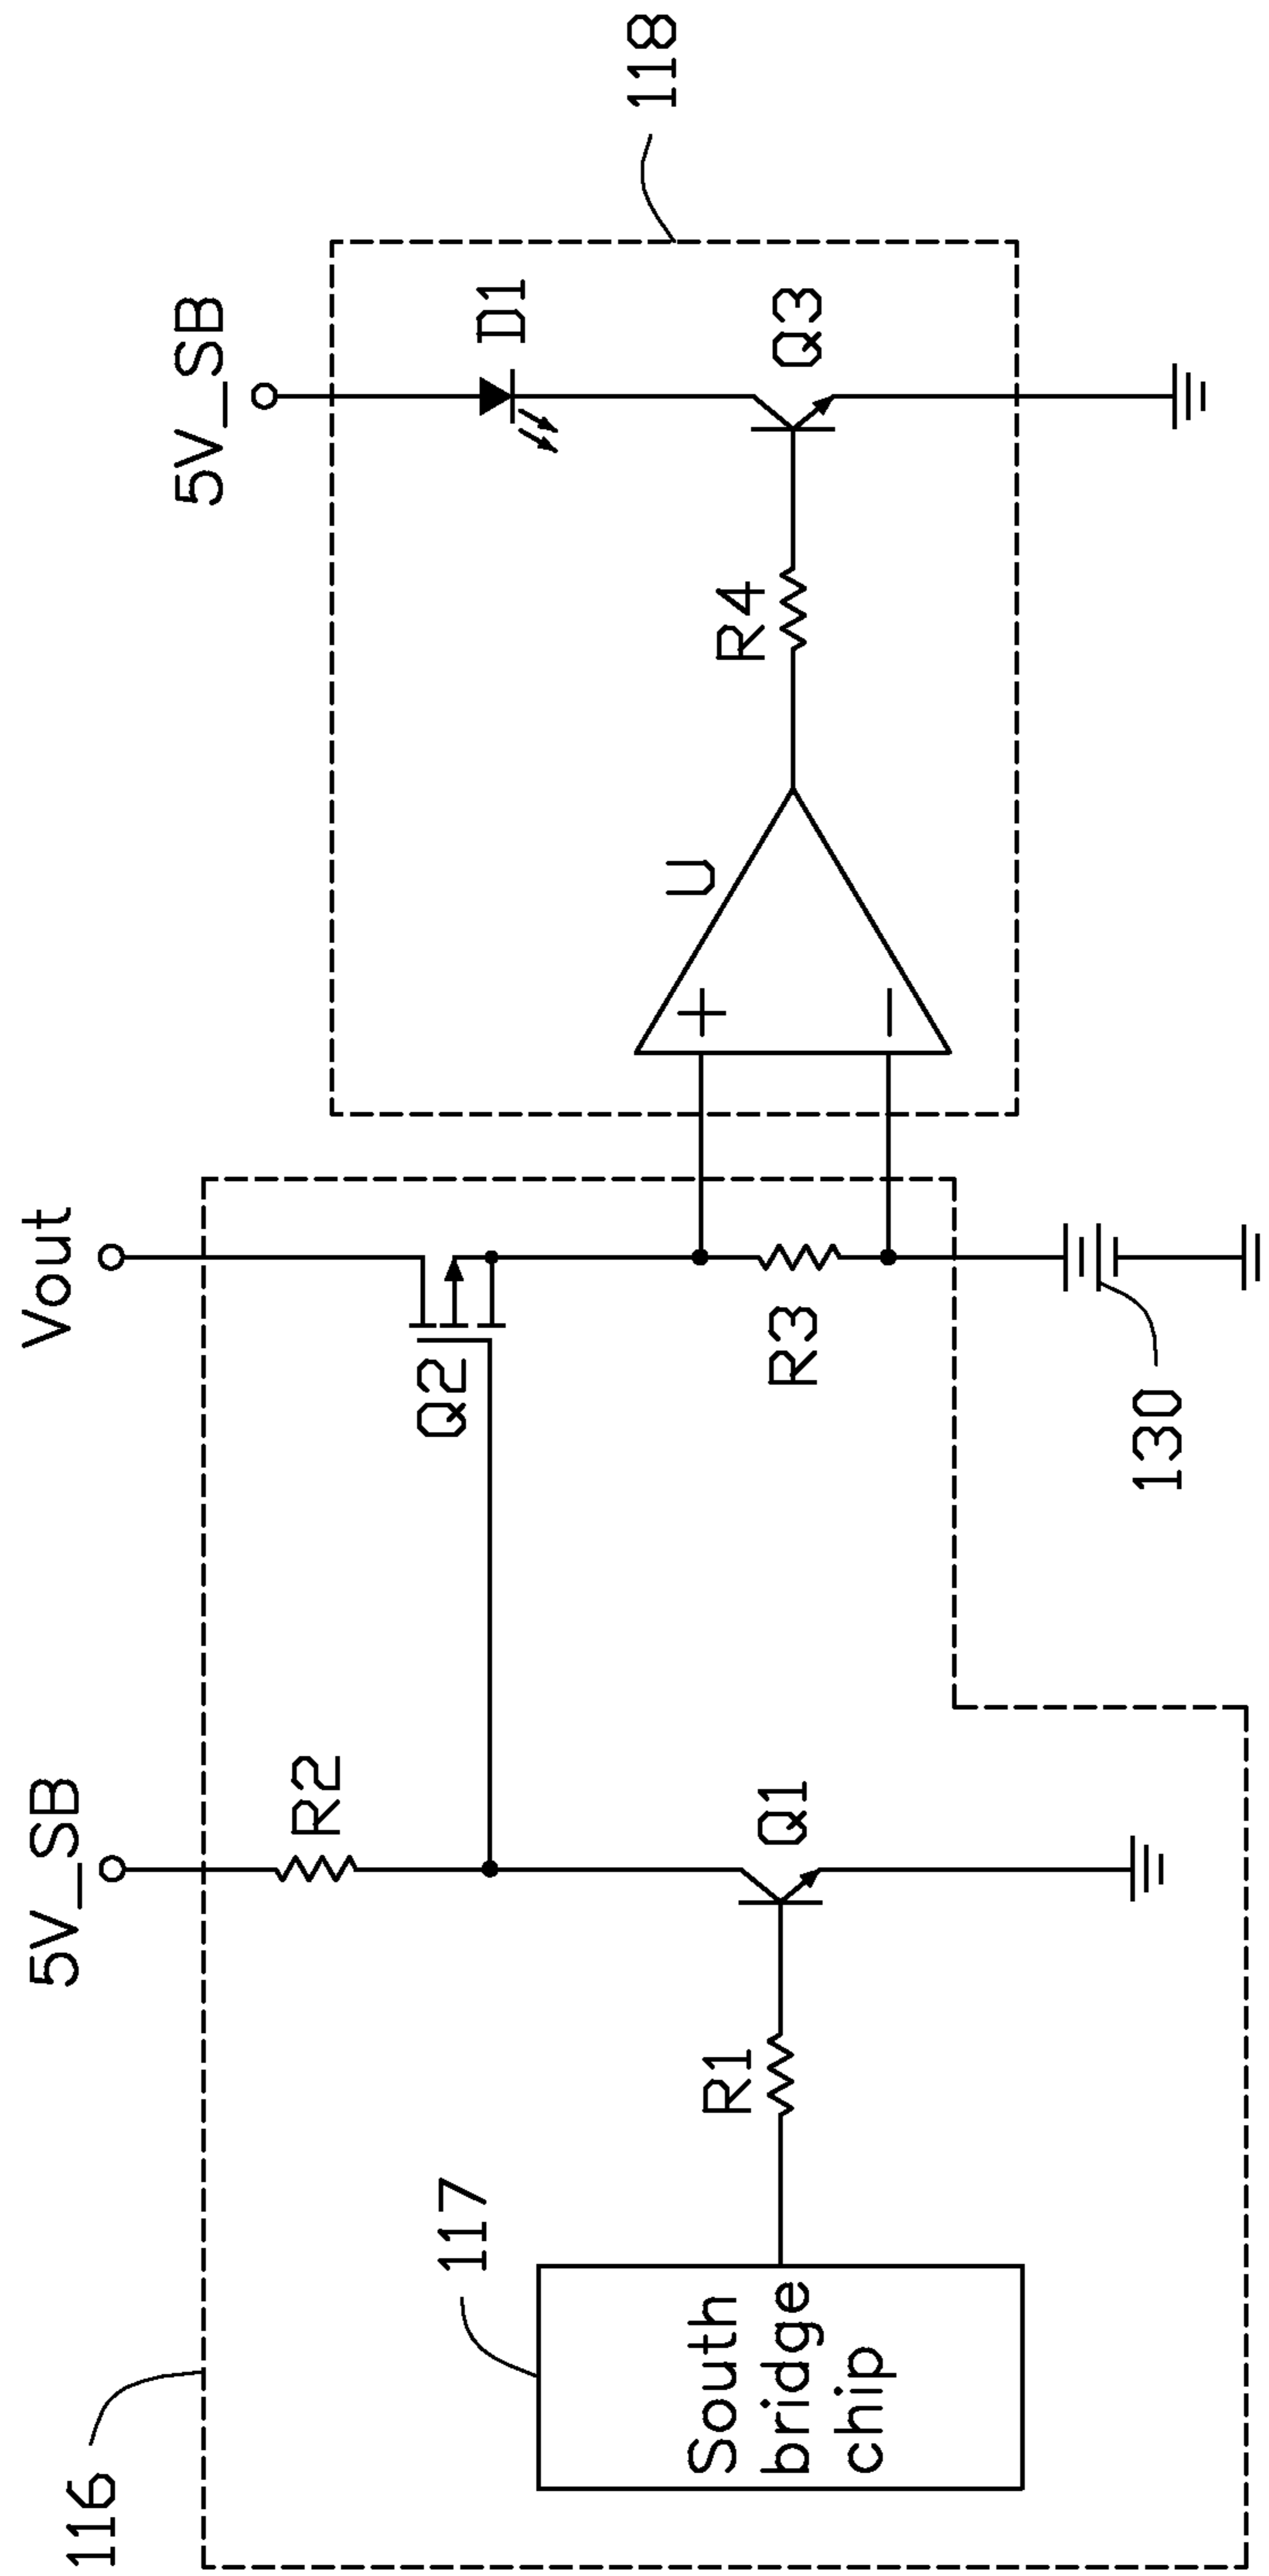 116
5V_SB
Vout
5V_SB
118
R2
Q2
D1
117
South
bridge
chip
R1
Q1
R3
U
+
−
R4
Q3
130